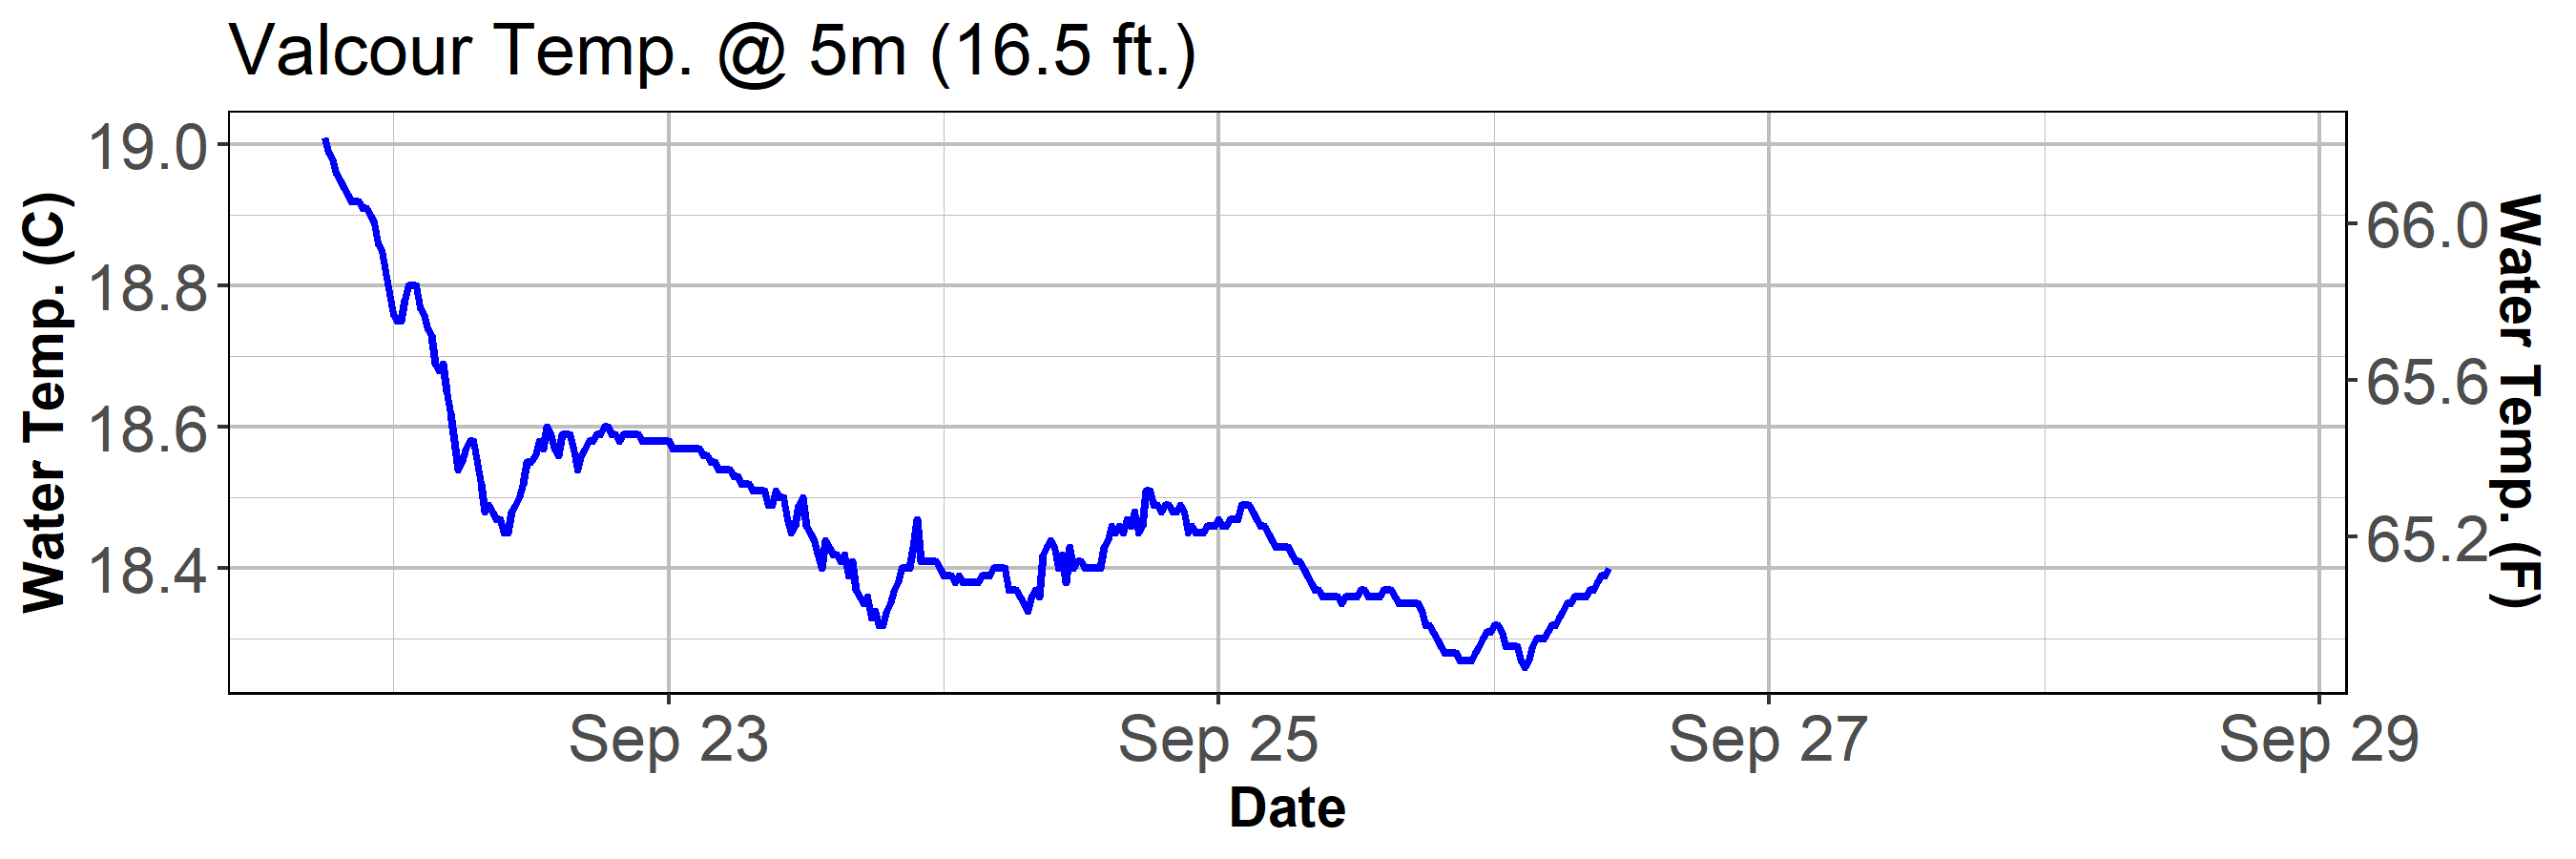 Valcour Temp. @ 5m (16.5 ft.)
Water Temp. (C)
19.0
18.8
18.6
18.4
66.0
65.6
65.2
Water Temp. (F)
Sep 23 Sep 25 Sep 27 Sep 29
Date